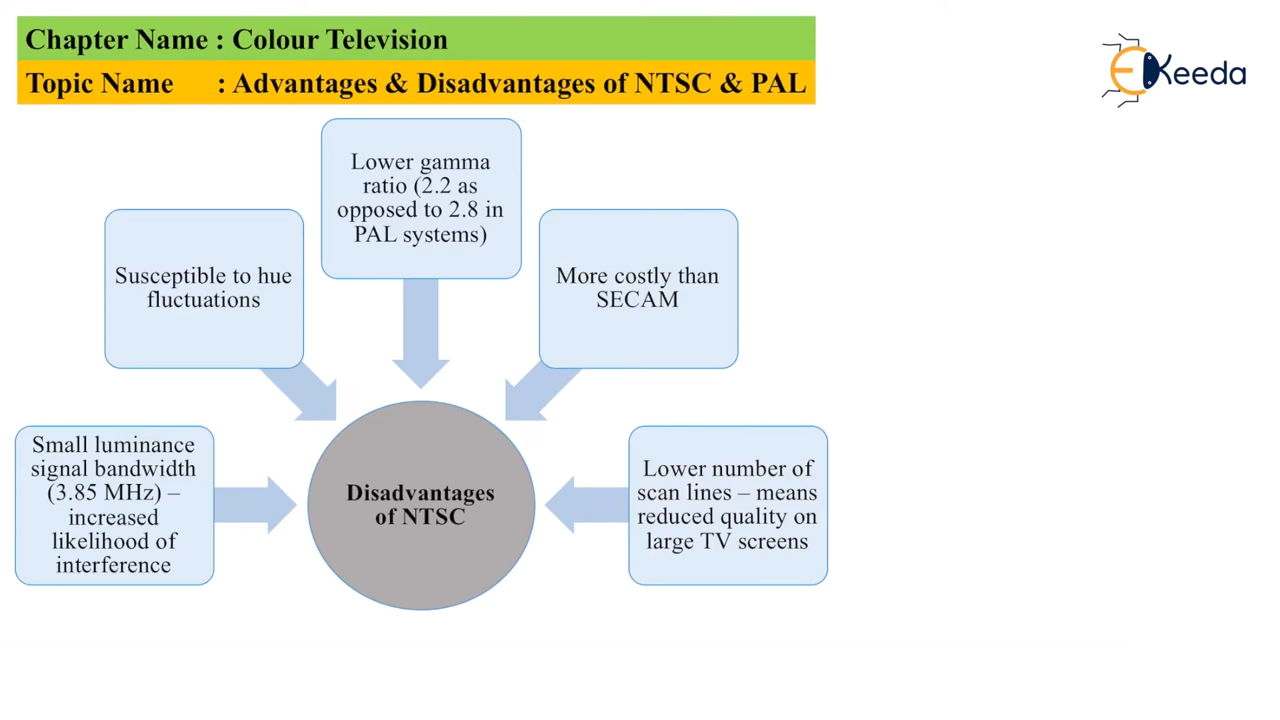 Chapter Name : Colour Television
Topic Name : Advantages & Disadvantages of NTSC & PAL
EKeeda
Lower gamma
ratio (2.2 as
opposed to 2.8 in
PAL systems)
Susceptible to hue
fluctuations
More costly than
SECAM
Small luminance
signal bandwidth
(3.85 MHz) –
increased
likelihood of
interference
Disadvantages
of NTSC
Lower number of
scan lines – means
reduced quality on
large TV screens